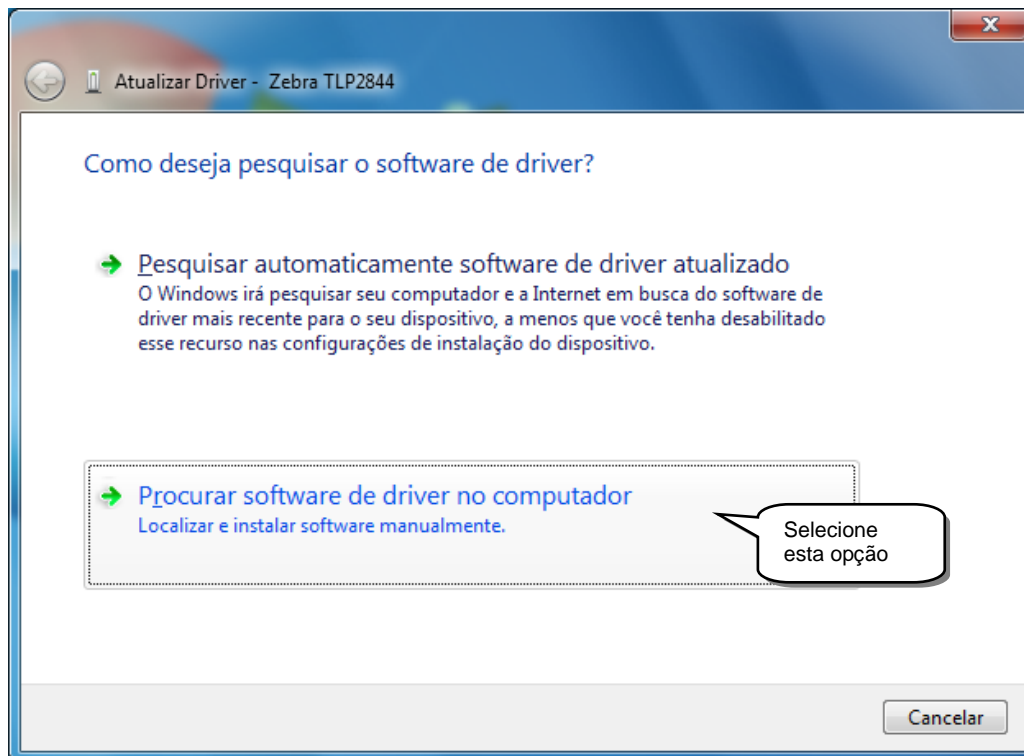 Atualizar Driver - Zebra TLP2844
Como deseja pesquisar o software de driver?
Pesquisar automaticamente software de driver atualizado
O Windows irá pesquisar seu computador e a Internet em busca do software de
driver mais recente para o seu dispositivo, a menos que você tenha desabilitado
esse recurso nas configurações de instalação do dispositivo.
Procurar software de driver no computador
Localizar e instalar software manualmente.
Selecione
esta opção
Cancelar